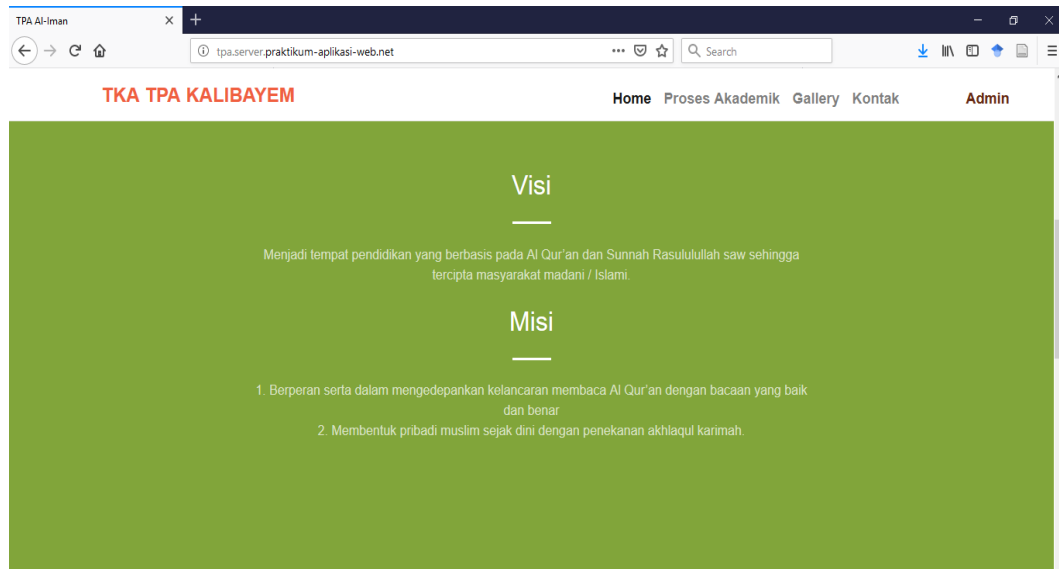 TPA Al-Iman
tpa.server.praktikum-aplikasi-web.net
Search
TKA TPA KALIBAYEM
Home Proses Akademik Gallery Kontak Admin
Visi
Menjadi tempat pendidikan yang berbasis pada Al Qur'an dan Sunnah Rasulullullah saw sehingga
tercipta masyarakat madani / Islami.
Misi
1. Berperan serta dalam mengedepankan kelancaran membaca Al Qur'an dengan bacaan yang baik
dan benar
2. Membentuk pribadi muslim sejak dini dengan penekanan akhlaqul karimah.